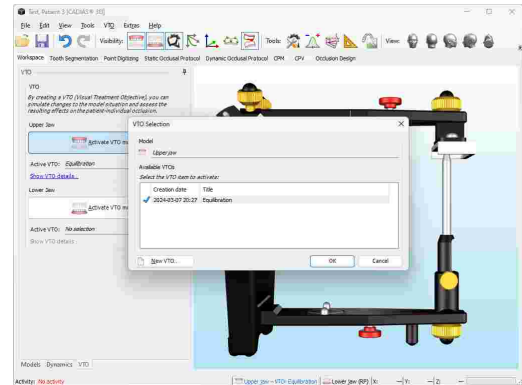 Test, Patient 3 [CADIAS® 3D]
File Edit View Tools VTO Extras Help
Visibility: Tools: View:
Workspace Tooth Segmentation Point Digitizing Static Occlusal Protocol Dynamic Occlusal Protocol CPM CPV Occlusion Design
VTO
VTO
By creating a VTO (Visual Treatment Objective), you can
simulate changes to the model situation and assess the
resulting effects on the patient-individual occlusion.
Upper Jaw
Activate VTO m
Active VTO: Equilibration
Show VTO details...
Lower Jaw
Activate VTO m
Active VTO: No selection
Show VTO details...
VTO Selection
Model
Upper jaw
Available VTOs
Select the VTO item to activate:
Creation date Title
2024-03-07 20:27 Equilibration
New VTO...
OK Cancel
Models Dynamics VTO
Activity: No activity
Upper jaw - VTO: Equilibration Lower jaw (RP) X: — Y: — Z: —